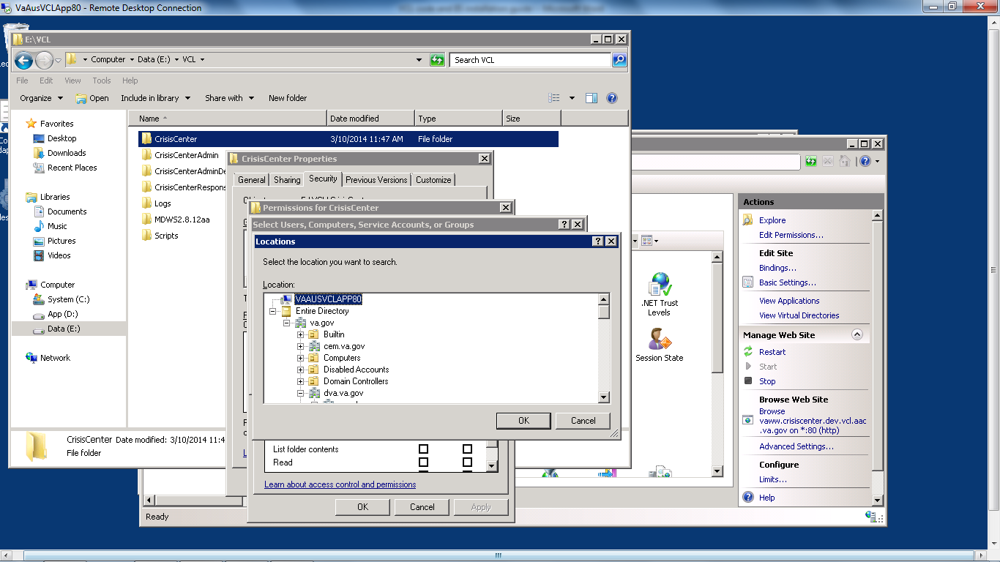 VaAusVCLApp80 - Remote Desktop Connection
E:\VCL
Computer Data (E:) VCL
Search VCL
File Edit View Tools Help
Organize Open Include in library Share with New folder
Name Date modified Type Size
Favorites
Desktop
Downloads
Recent Places
Libraries
Documents
Music
Pictures
Videos
Computer
System (C:)
App (D:)
Data (E:)
Network
CrisisCenter 3/10/2014 11:47 AM File folder
CrisisCenterAdmin
CrisisCenterAdminDe
CrisisCenterRespons
Logs
MDWS2.8.12aa
Scripts
CrisisCenter Date modified: 3/10/2014 11:4
File folder
CrisisCenter Properties
General Sharing Security Previous Versions Customize
Permissions for CrisisCenter
Select Users, Computers, Service Accounts, or Groups
Locations
Select the location you want to search.
Location:
VAAUSVCLAPP80
Entire Directory
va.gov
Builtin
cem.va.gov
Computers
Disabled Accounts
Domain Controllers
dva.va.gov
OK Cancel
List folder contents
Read
Learn about access control and permissions
OK Cancel Apply
Ready
.NET Trust
Levels
Session State
Actions
Explore
Edit Permissions...
Edit Site
Bindings...
Basic Settings...
View Applications
View Virtual Directories
Manage Web Site
Restart
Start
Stop
Browse Web Site
Browse
vaww.crisiscenter.dev.vcl.aac
.va.gov on *:80 (http)
Advanced Settings...
Configure
Limits...
Help